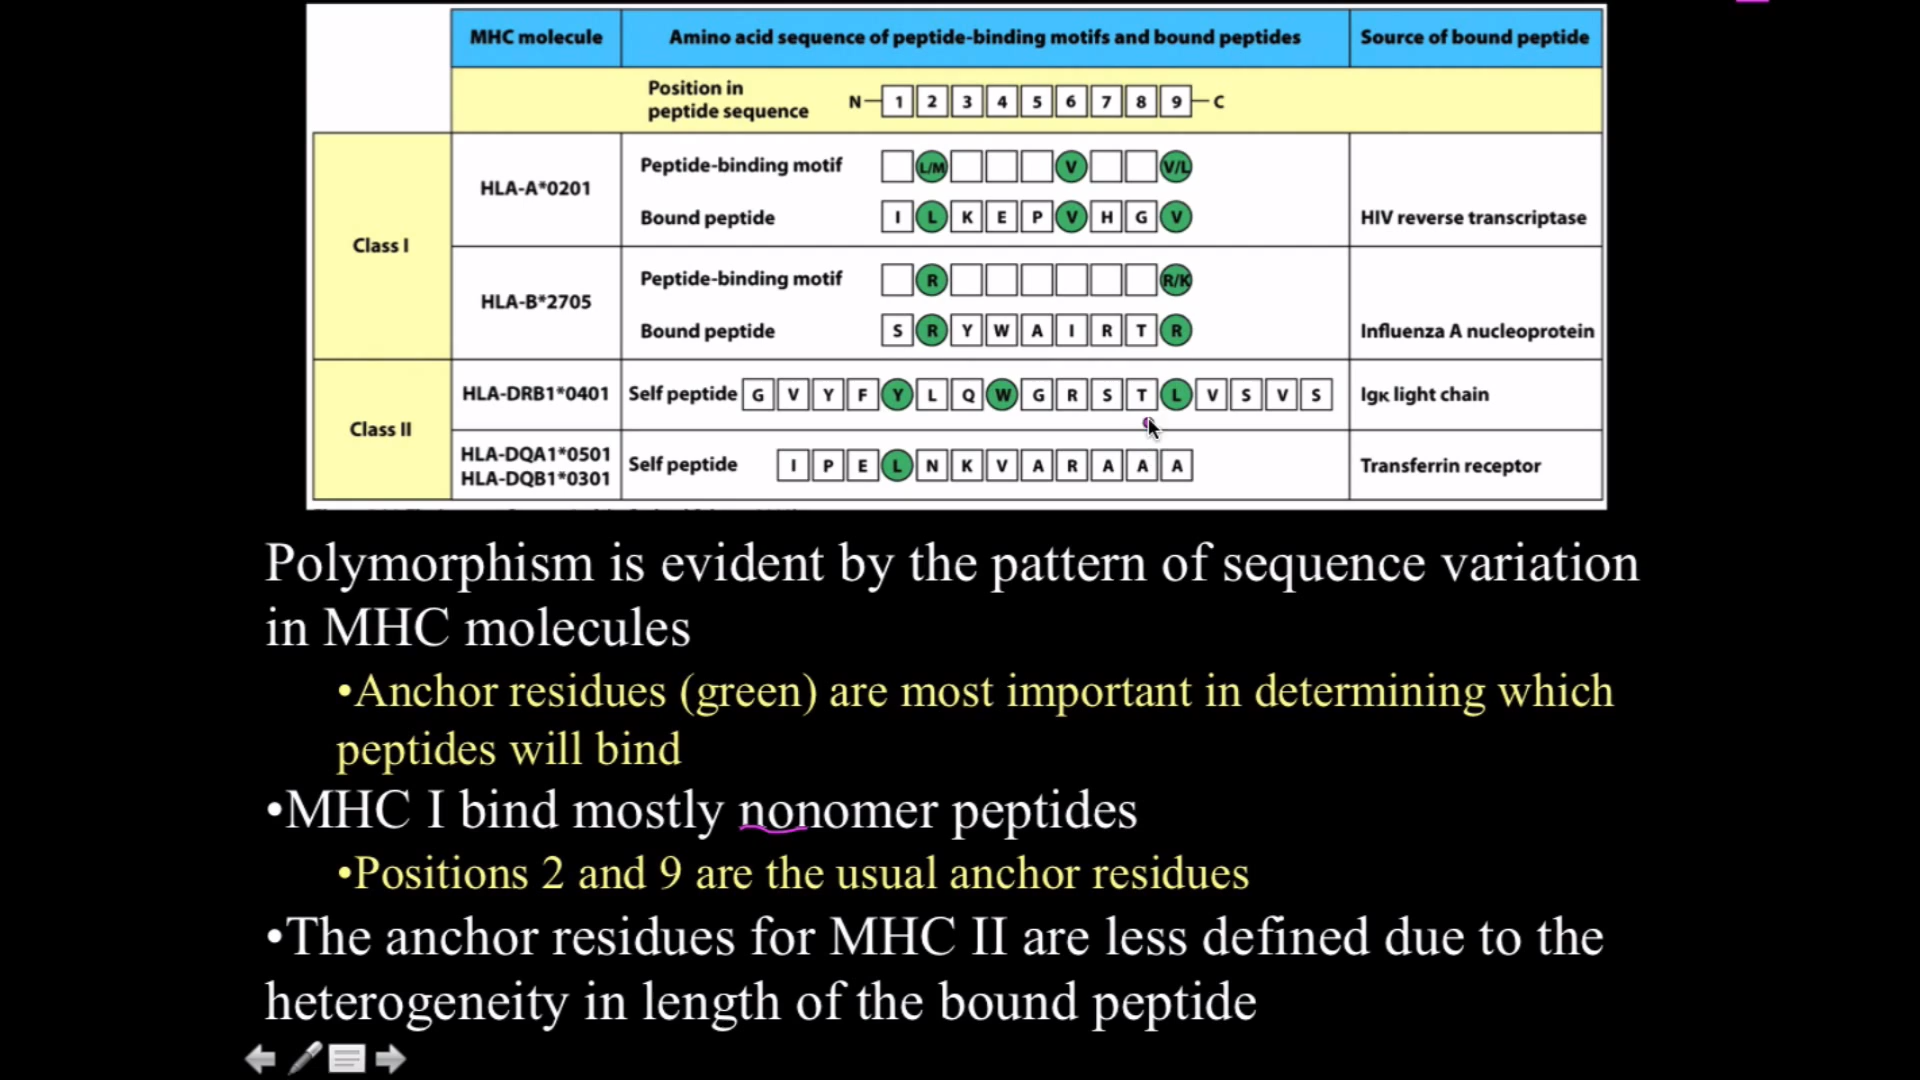 MHC molecule Amino acid sequence of peptide-binding motifs and bound peptides Source of bound peptide
Position in
peptide sequence
N 1 2 3 4 5 6 7 8 9 C
Class I
HLA-A*0201
Peptide-binding motif L/M V V/L
Bound peptide I L K E P V H G V HIV reverse transcriptase
HLA-B*2705
Peptide-binding motif R R/K
Bound peptide S R Y W A I R T R Influenza A nucleoprotein
Class II
HLA-DRB1*0401 Self peptide G V Y F Y L Q W G R S T L V S V S Igκ light chain
HLA-DQA1*0501
HLA-DQB1*0301
Self peptide I P E L N K V A R A A A Transferrin receptor
Polymorphism is evident by the pattern of sequence variation
in MHC molecules
•Anchor residues (green) are most important in determining which
peptides will bind
•MHC I bind mostly nonomer peptides
•Positions 2 and 9 are the usual anchor residues
•The anchor residues for MHC II are less defined due to the
heterogeneity in length of the bound peptide